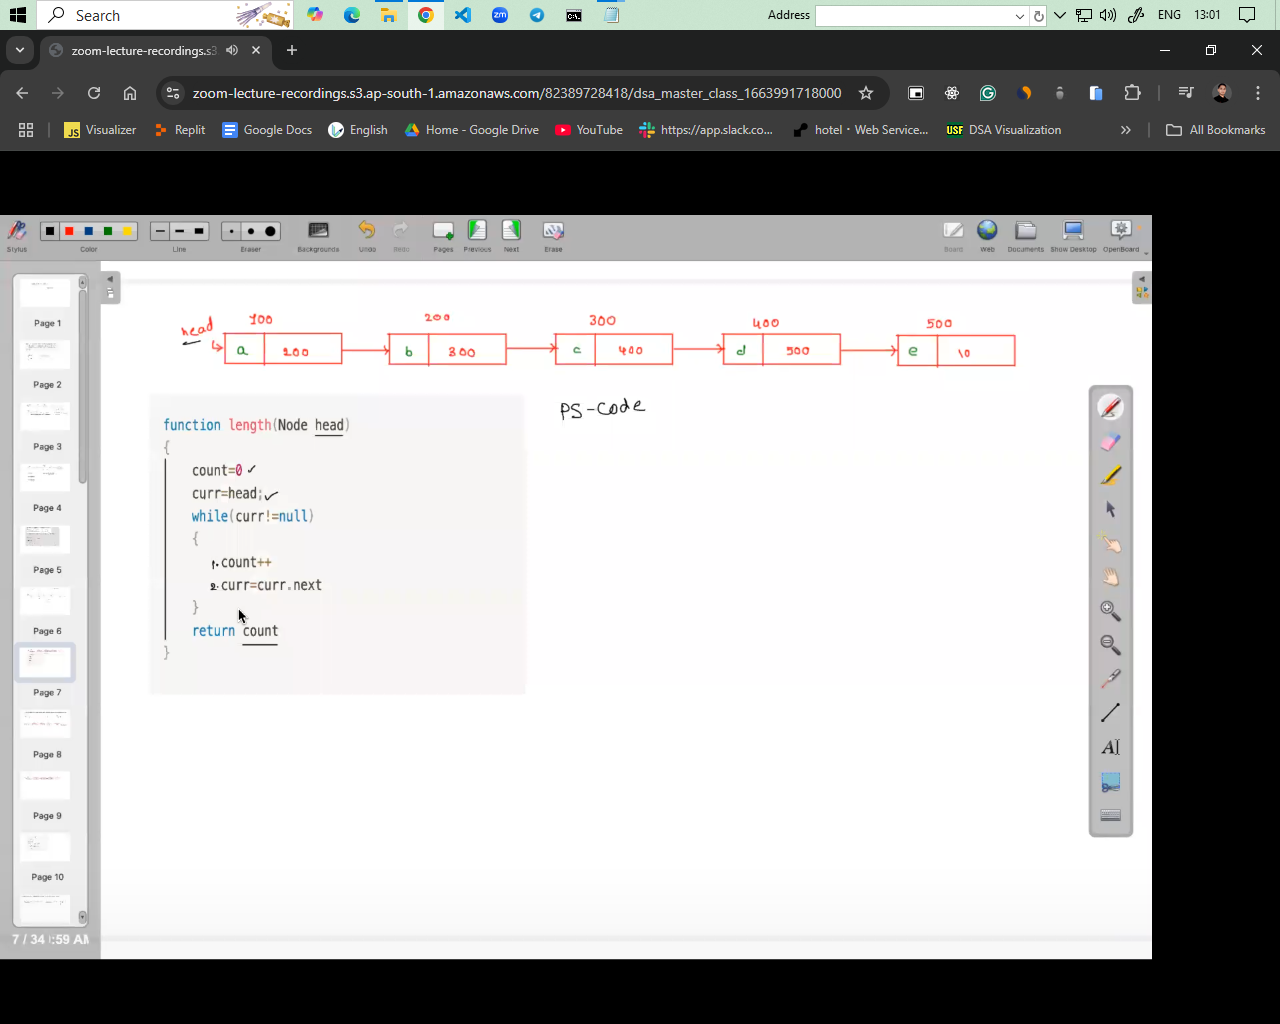 Search
Address
ENG 13:01
zoom-lecture-recordings.s3
zoom-lecture-recordings.s3.ap-south-1.amazonaws.com/82389728418/dsa_master_class_1663991718000
JS Visualizer
Replit
Google Docs
English
Home - Google Drive
YouTube
https://app.slack.co...
hotel · Web Service...
USF DSA Visualization
»
All Bookmarks
Stylus
Color
Line
Eraser
Backgrounds
Undo
Redo
Pages
Previous
Next
Erase
Board
Web
Documents
Show Desktop
OpenBoard
Page 1
Page 2
Page 3
Page 4
Page 5
Page 6
Page 7
Page 8
Page 9
Page 10
7 / 34
:59 AM
head
100 200 300 400 500
a 200 b 300 c 400 d 500 e 10
PS-Code
function length(Node head)
{
count=0 ✓
curr=head; ✓
while(curr!=null)
{
1. count++
2. curr=curr.next
}
return count
}